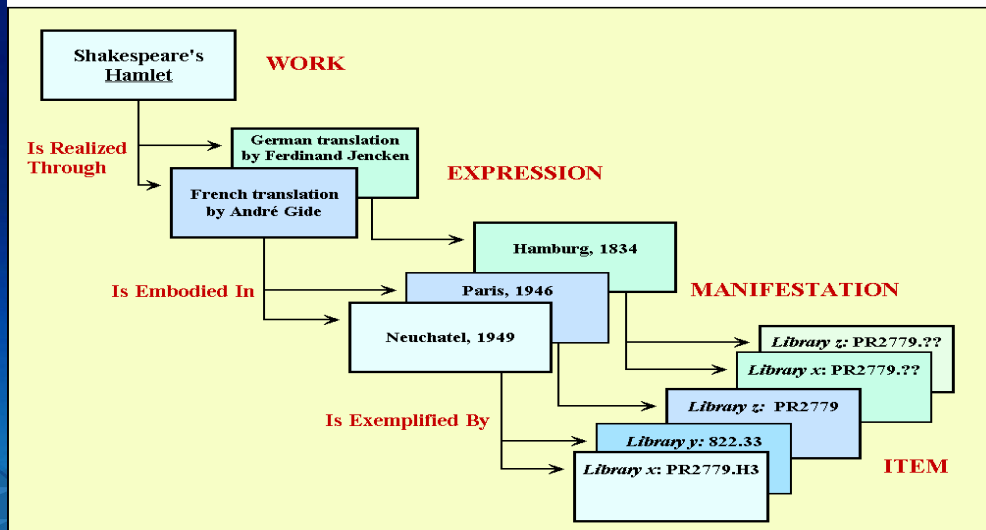 Shakespeare's
Hamlet
WORK
Is Realized
Through
German translation
by Ferdinand Jencken
French translation
by André Gide
EXPRESSION
Hamburg, 1834
Is Embodied In
Paris, 1946
MANIFESTATION
Neuchatel, 1949
Library z: PR2779.??
Library x: PR2779.??
Library z: PR2779
Is Exemplified By
Library y: 822.33
ITEM
Library x: PR2779.H3